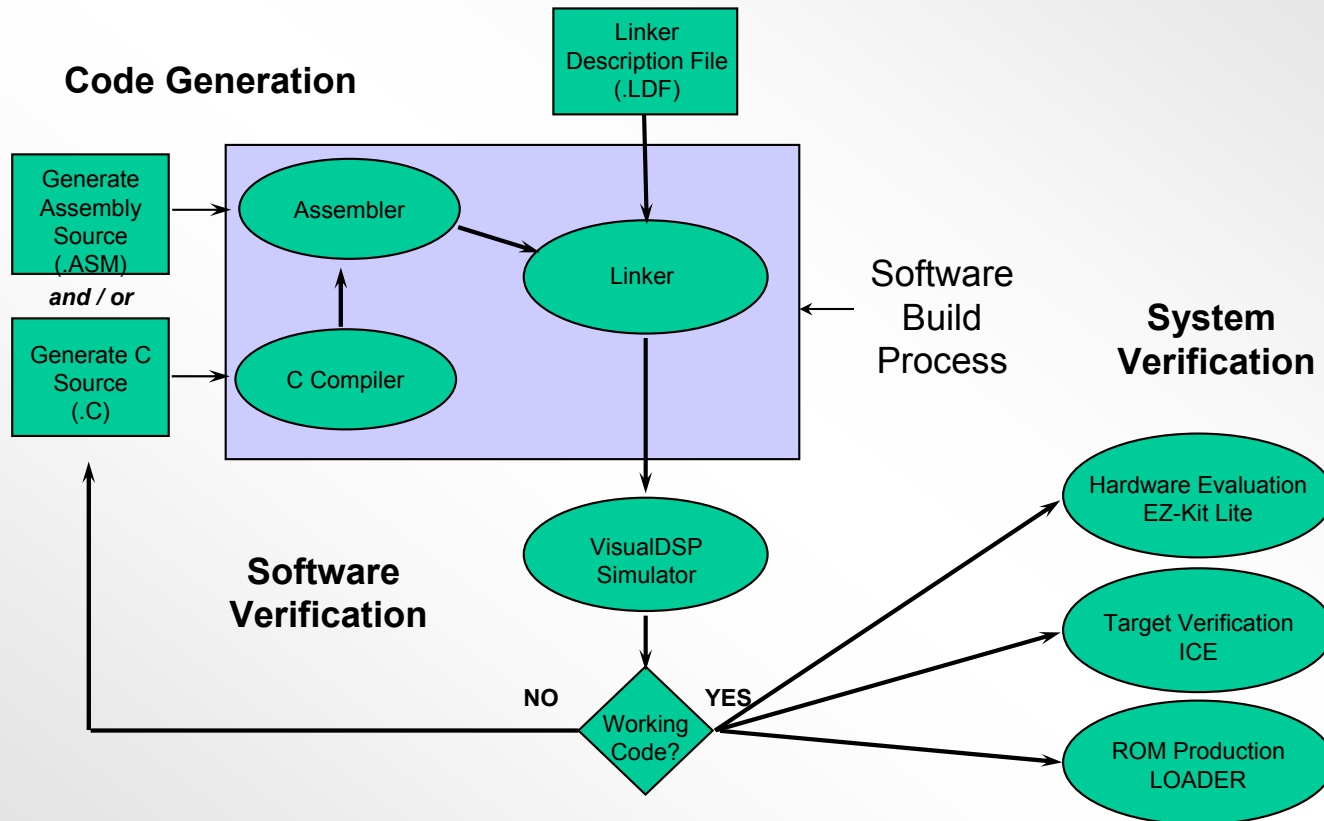 Linker
Description File
(.LDF)
Code Generation
Generate
Assembly
Source
(.ASM)
and / or
Generate C
Source
(.C)
Assembler
Linker
C Compiler
Software
Build
Process
System
Verification
Hardware Evaluation
EZ-Kit Lite
VisualDSP
Simulator
Software
Verification
Target Verification
ICE
NO
YES
Working
Code?
ROM Production
LOADER